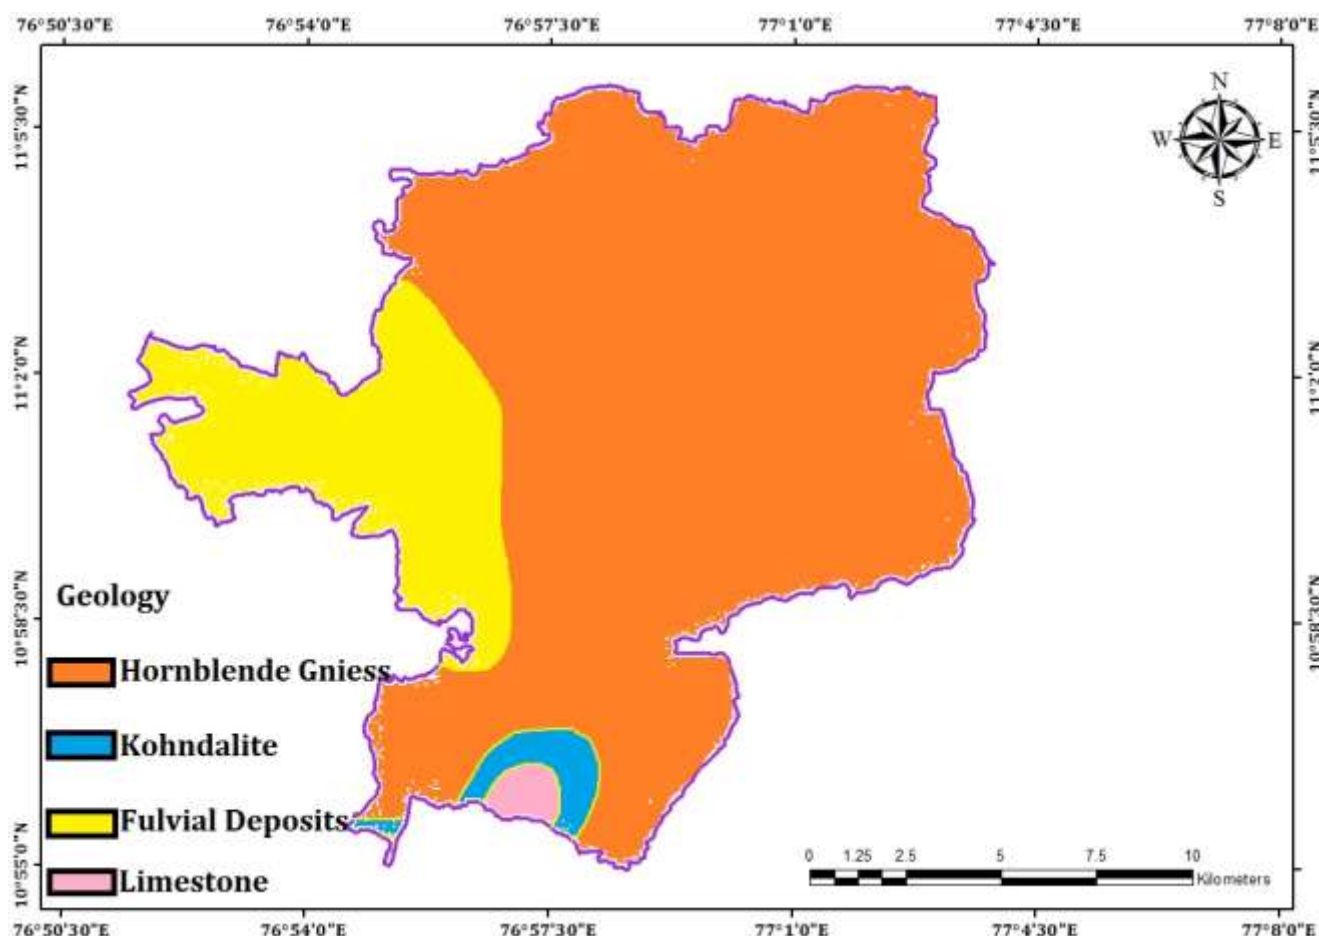 76°50'30"E 76°54'0"E 76°57'30"E 77°1'0"E 77°4'30"E 77°8'0"E
11°5'30"N
11°2'0"N
10°58'30"N
10°55'0"N
N
W E
S
11°5'30"N
11°2'0"N
10°58'30"N
10°55'0"N
Geology
Hornblende Gniess
Kohndalite
Fulvial Deposits
Limestone
0 1.25 2.5 5 7.5 10
Kilometers
76°50'30"E 76°54'0"E 76°57'30"E 77°1'0"E 77°4'30"E 77°8'0"E